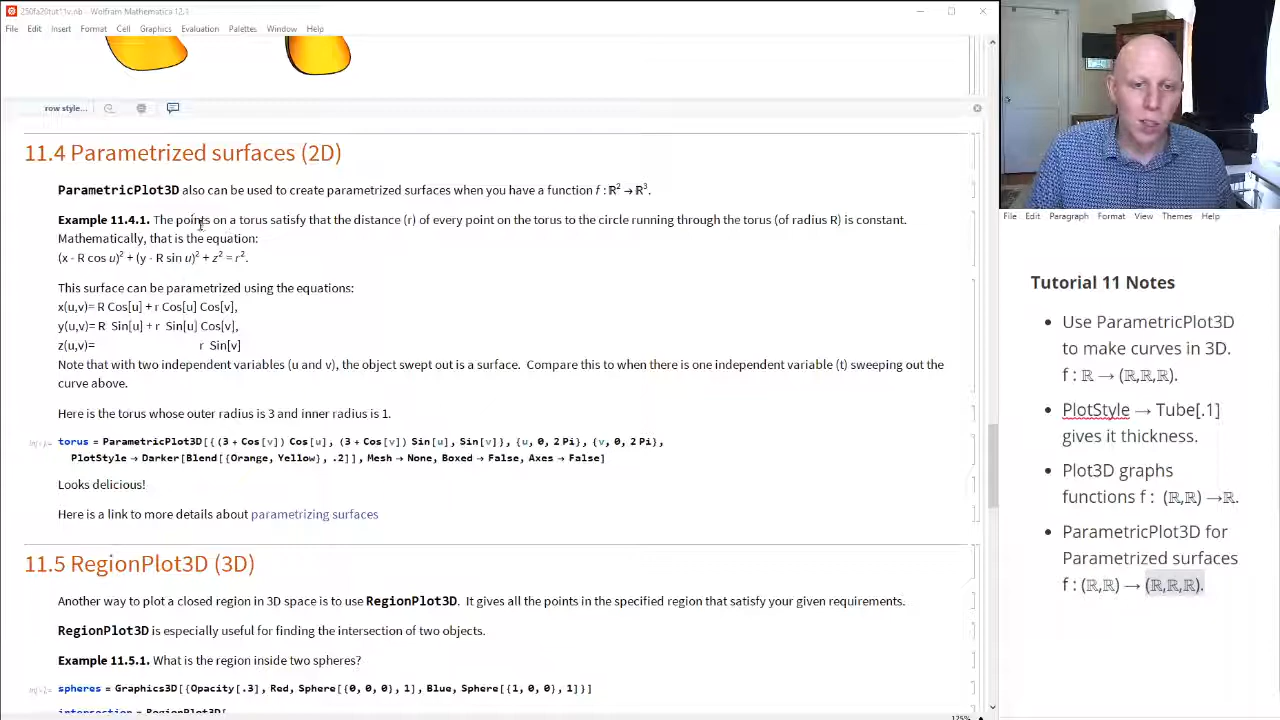 250fa20tut11v.nb - Wolfram Mathematica 12.1
File Edit Insert Format Cell Graphics Evaluation Palettes Window Help
row style...
11.4 Parametrized surfaces (2D)
ParametricPlot3D also can be used to create parametrized surfaces when you have a function f : ℝ² → ℝ³.
Example 11.4.1. The points on a torus satisfy that the distance (r) of every point on the torus to the circle running through the torus (of radius R) is constant.
Mathematically, that is the equation:
(x - R cos u)² + (y - R sin u)² + z² = r².
This surface can be parametrized using the equations:
x(u,v)= R Cos[u] + r Cos[u] Cos[v],
y(u,v)= R Sin[u] + r Sin[u] Cos[v],
z(u,v)= r Sin[v]
Note that with two independent variables (u and v), the object swept out is a surface. Compare this to when there is one independent variable (t) sweeping out the
curve above.
Here is the torus whose outer radius is 3 and inner radius is 1.
torus = ParametricPlot3D[{(3 + Cos[v]) Cos[u], (3 + Cos[v]) Sin[u], Sin[v]}, {u, 0, 2 Pi}, {v, 0, 2 Pi},
PlotStyle → Darker[Blend[{Orange, Yellow}, .2]], Mesh → None, Boxed → False, Axes → False]
Looks delicious!
Here is a link to more details about parametrizing surfaces
11.5 RegionPlot3D (3D)
Another way to plot a closed region in 3D space is to use RegionPlot3D. It gives all the points in the specified region that satisfy your given requirements.
RegionPlot3D is especially useful for finding the intersection of two objects.
Example 11.5.1. What is the region inside two spheres?
spheres = Graphics3D[{Opacity[.3], Red, Sphere[{0, 0, 0}, 1], Blue, Sphere[{1, 0, 0}, 1]}]
intersection = RegionPlot3D[
125%
File Edit Paragraph Format View Themes Help
Tutorial 11 Notes
• Use ParametricPlot3D
to make curves in 3D.
f : ℝ → (ℝ,ℝ,ℝ).
• PlotStyle → Tube[.1]
gives it thickness.
• Plot3D graphs
functions f : (ℝ,ℝ) →ℝ.
• ParametricPlot3D for
Parametrized surfaces
f : (ℝ,ℝ) → (ℝ,ℝ,ℝ).